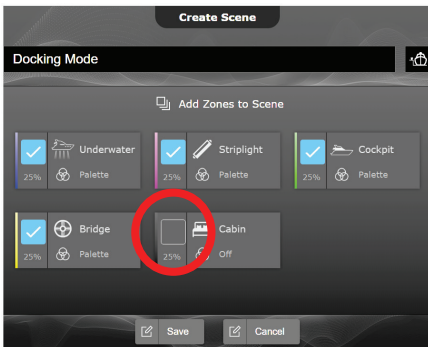 Create Scene
Docking Mode
Add Zones to Scene
Underwater
25% Palette
Striplight
25% Palette
Cockpit
25% Palette
Bridge
25% Palette
Cabin
25% Off
Save Cancel